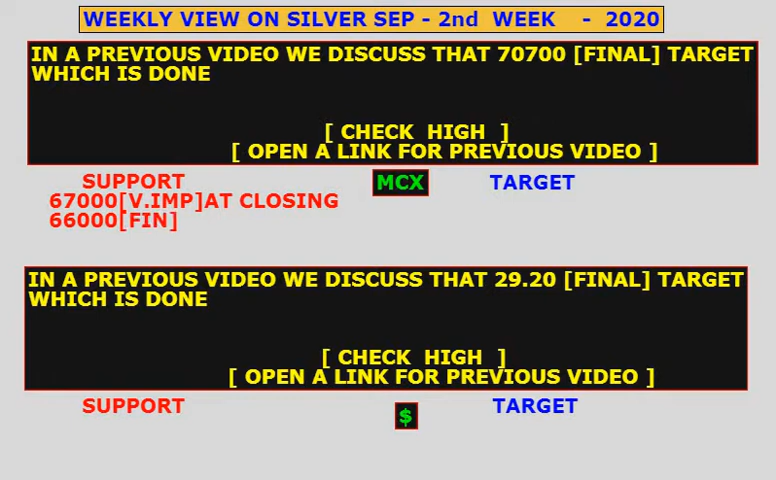 WEEKLY VIEW ON SILVER SEP - 2nd WEEK - 2020
IN A PREVIOUS VIDEO WE DISCUSS THAT 70700 [FINAL] TARGET
WHICH IS DONE
[ CHECK HIGH ]
[ OPEN A LINK FOR PREVIOUS VIDEO ]
SUPPORT MCX TARGET
67000[V.IMP]AT CLOSING
66000[FIN]
IN A PREVIOUS VIDEO WE DISCUSS THAT 29.20 [FINAL] TARGET
WHICH IS DONE
[ CHECK HIGH ]
[ OPEN A LINK FOR PREVIOUS VIDEO ]
SUPPORT $ TARGET